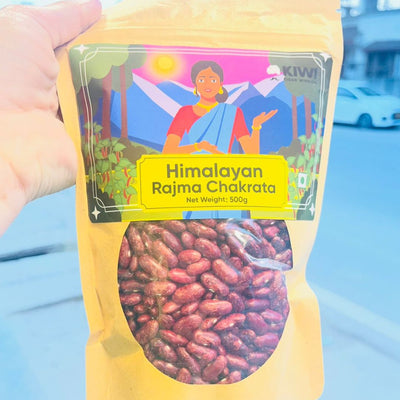 KIWI
Himalayan
Rajma Chakrata
Net Weight: 500g